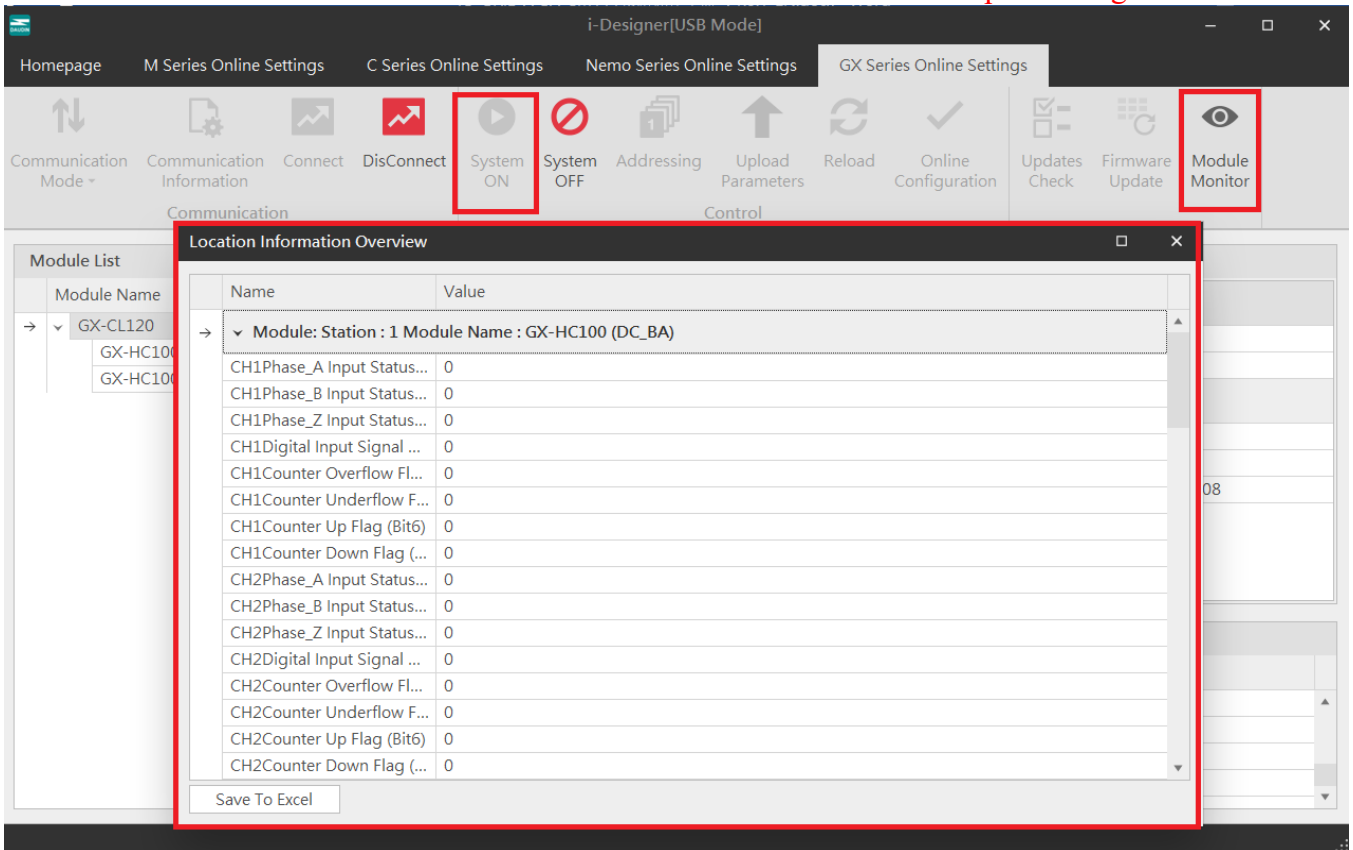 i-Designer[USB Mode]
Homepage M Series Online Settings C Series Online Settings Nemo Series Online Settings GX Series Online Settings
Communication Mode Communication Information Connect DisConnect System ON System OFF Addressing Upload Parameters Reload Online Configuration Updates Check Firmware Update Module Monitor
Communication Control
Module List
Module Name
GX-CL120
GX-HC100
GX-HC100
Location Information Overview
Name Value
Module: Station : 1 Module Name : GX-HC100 (DC_BA)
CH1Phase_A Input Status... 0
CH1Phase_B Input Status... 0
CH1Phase_Z Input Status... 0
CH1Digital Input Signal ... 0
CH1Counter Overflow Fl... 0
CH1Counter Underflow F... 0
CH1Counter Up Flag (Bit6) 0
CH1Counter Down Flag (... 0
CH2Phase_A Input Status... 0
CH2Phase_B Input Status... 0
CH2Phase_Z Input Status... 0
CH2Digital Input Signal ... 0
CH2Counter Overflow Fl... 0
CH2Counter Underflow F... 0
CH2Counter Up Flag (Bit6) 0
CH2Counter Down Flag (... 0
Save To Excel
08